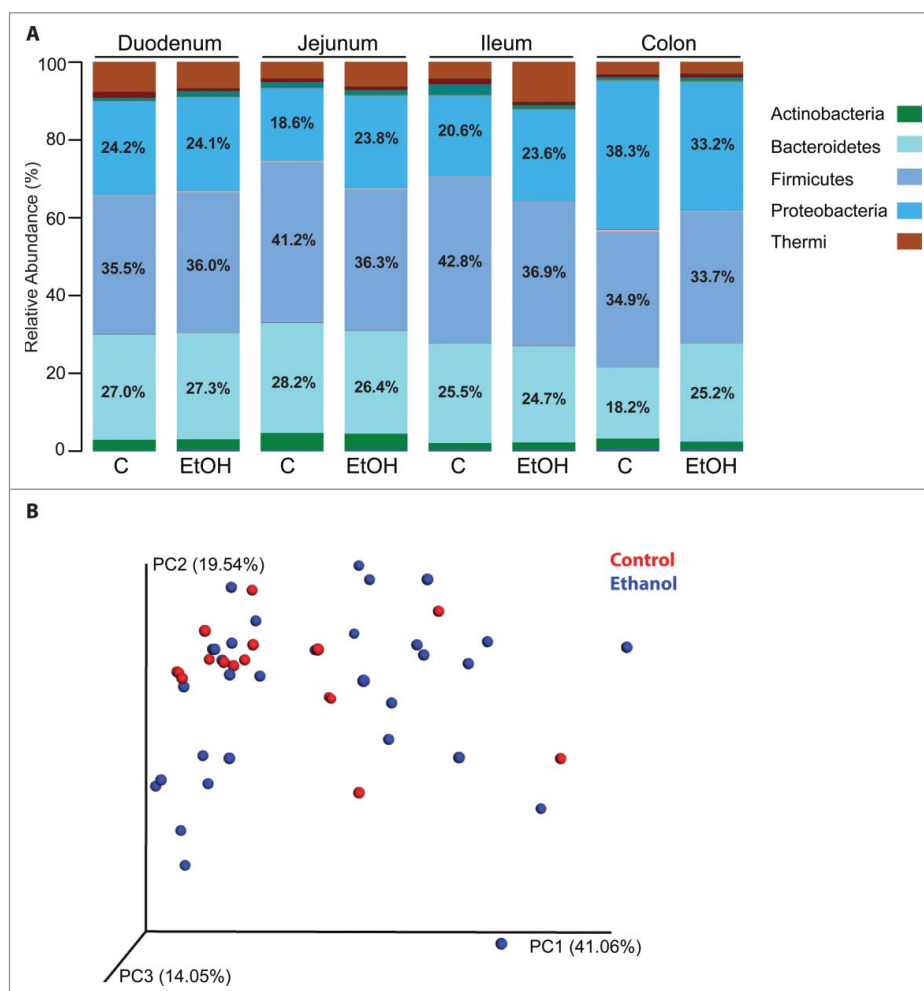 A
Duodenum Jejunum Ileum Colon
100
80
60
40
20
0
Relative Abundance (%)
24.2% 24.1% 18.6% 23.8% 20.6% 23.6% 38.3% 33.2%
35.5% 36.0% 41.2% 36.3% 42.8% 36.9% 34.9% 33.7%
27.0% 27.3% 28.2% 26.4% 25.5% 24.7% 18.2% 25.2%
C EtOH C EtOH C EtOH C EtOH
Actinobacteria
Bacteroidetes
Firmicutes
Proteobacteria
Thermi
B
PC2 (19.54%)
Control
Ethanol
PC1 (41.06%)
PC3 (14.05%)